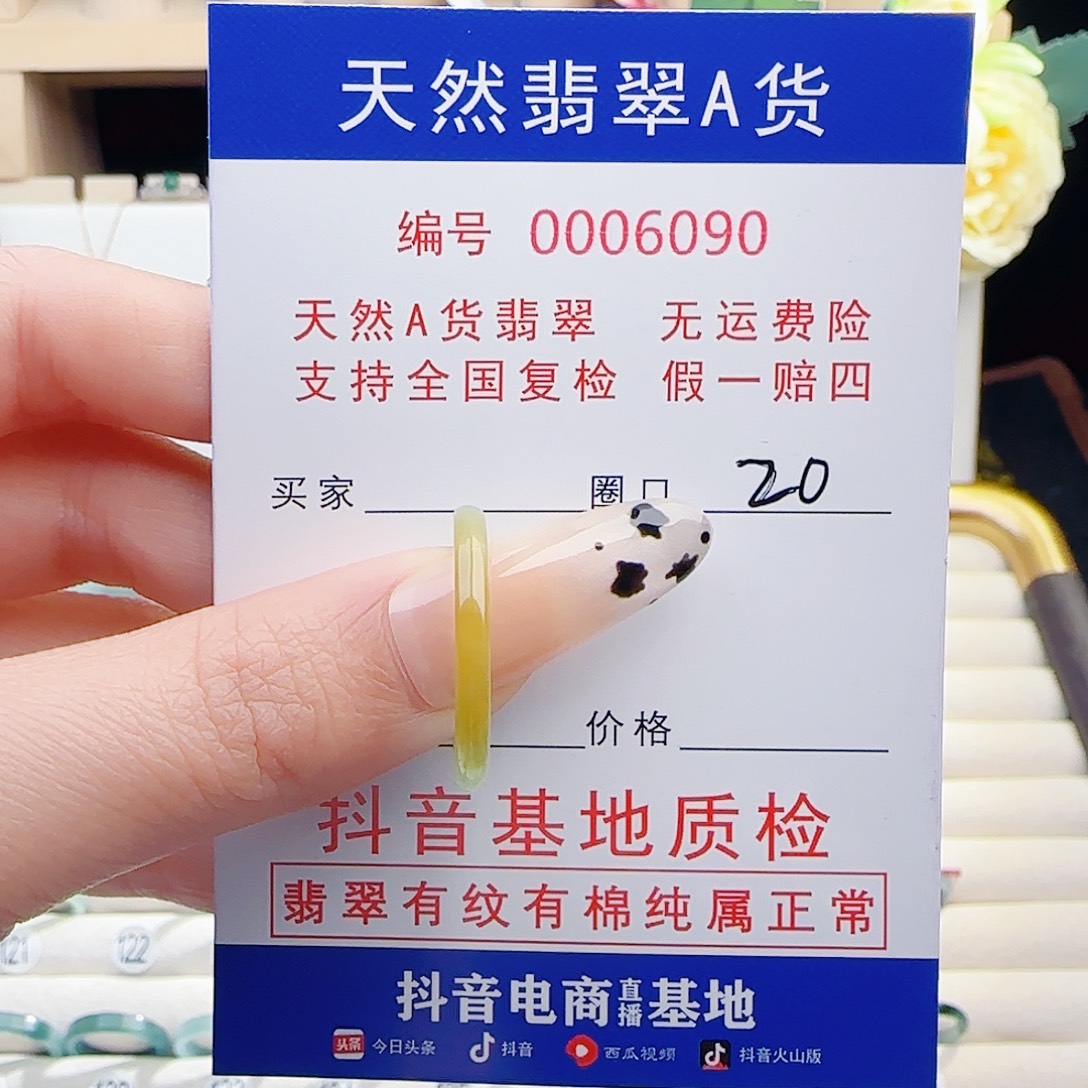 天然翡翠A货
编号 0006090
天然A货翡翠 无运费险
支持全国复检 假一赔四
买家 圈口 20
价格
抖音基地质检
翡翠有纹有棉纯属正常
抖音电商直播基地
头条 今日头条 抖音 西瓜视频 抖音火山版
121 122